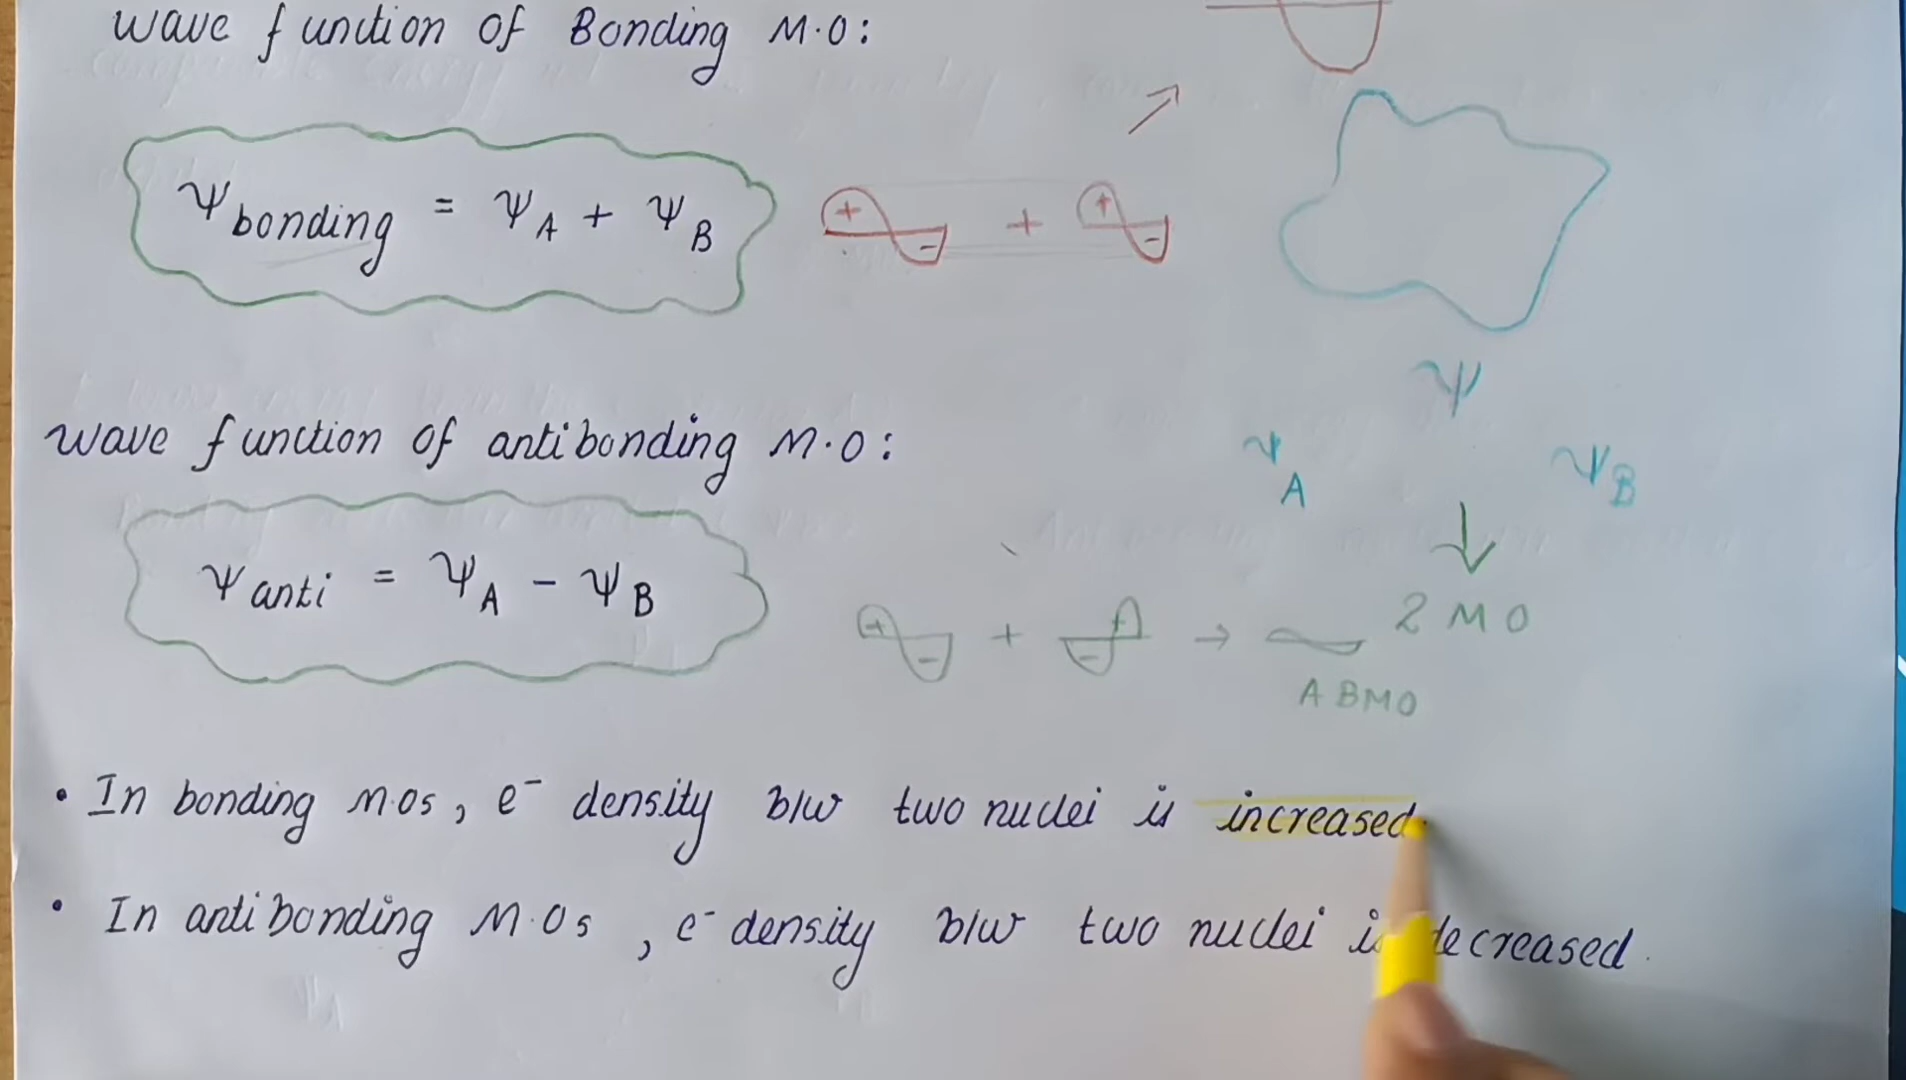 wave function of Bonding M.O:
Ψbonding = ΨA + ΨB
+ - + + -
Ψ
ΨA ΨB
wave function of antibonding M.O:
Ψanti = ΨA - ΨB
+ - + - + → 2 MO
ABMO
• In bonding M.Os, e⁻ density b/w two nuclei is increased.
• In antibonding M.Os, e⁻ density b/w two nuclei is decreased.